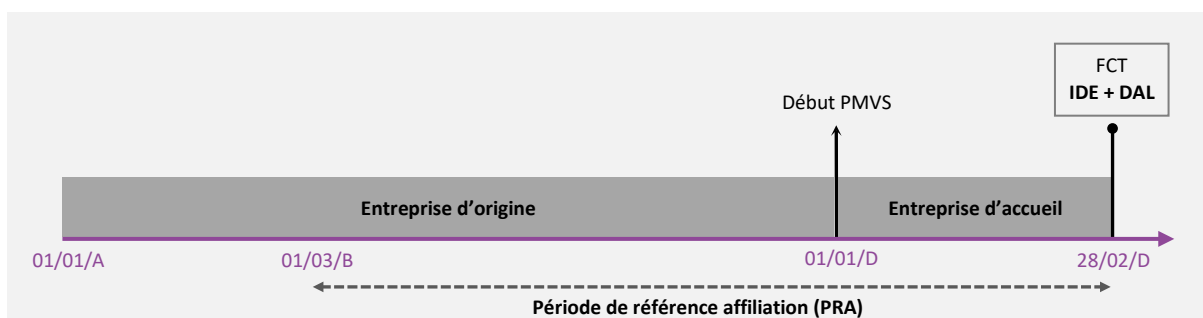 FCT
IDE + DAL
Début PMVS
Entreprise d'origine
Entreprise d'accueil
01/01/A
01/03/B
01/01/D
28/02/D
Période de référence affiliation (PRA)